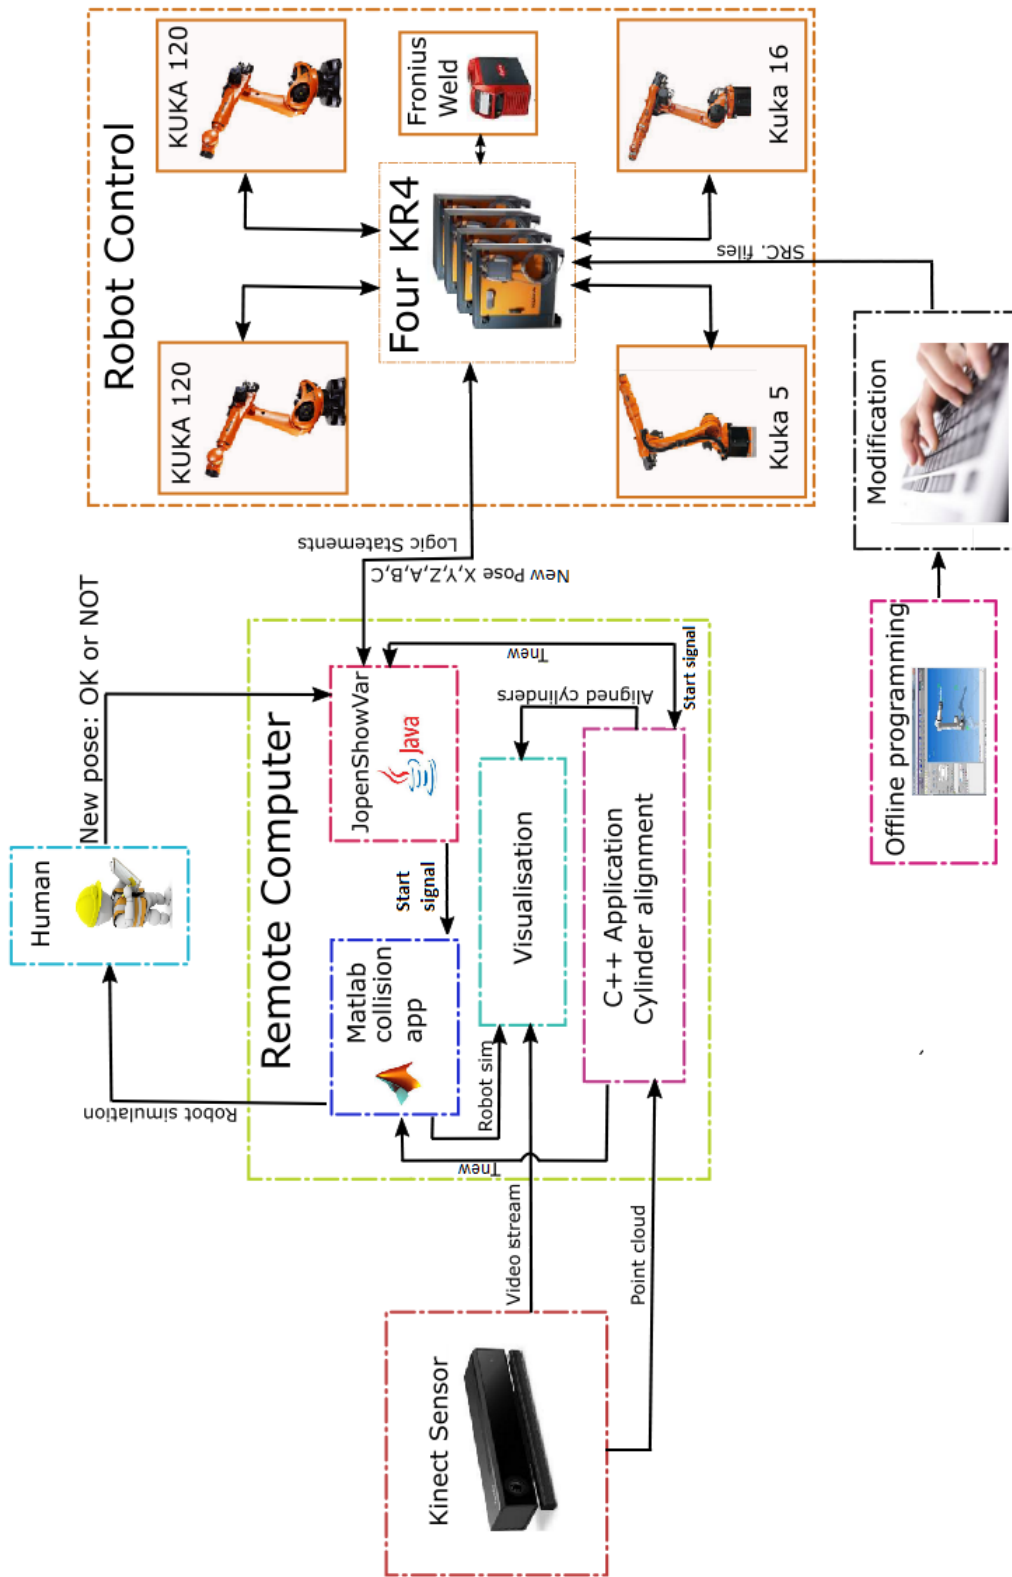 Human
New pose: OK or NOT
Robot simulation
Remote Computer
Matlab
collision
app
Start
signal
JopenShowVar
Java
Tnew
Start signal
Visualisation
Aligned cylinders
Robot sim
Tnew
C++ Application
Cylinder alignment
Kinect Sensor
Video stream
Point cloud
New Pose X,Y,Z,A,B,C
Logic Statements
Robot Control
KUKA 120
KUKA 120
Four KR4
Fronius
Weld
Kuka 5
Kuka 16
SRC. files
Offline programming
Modification